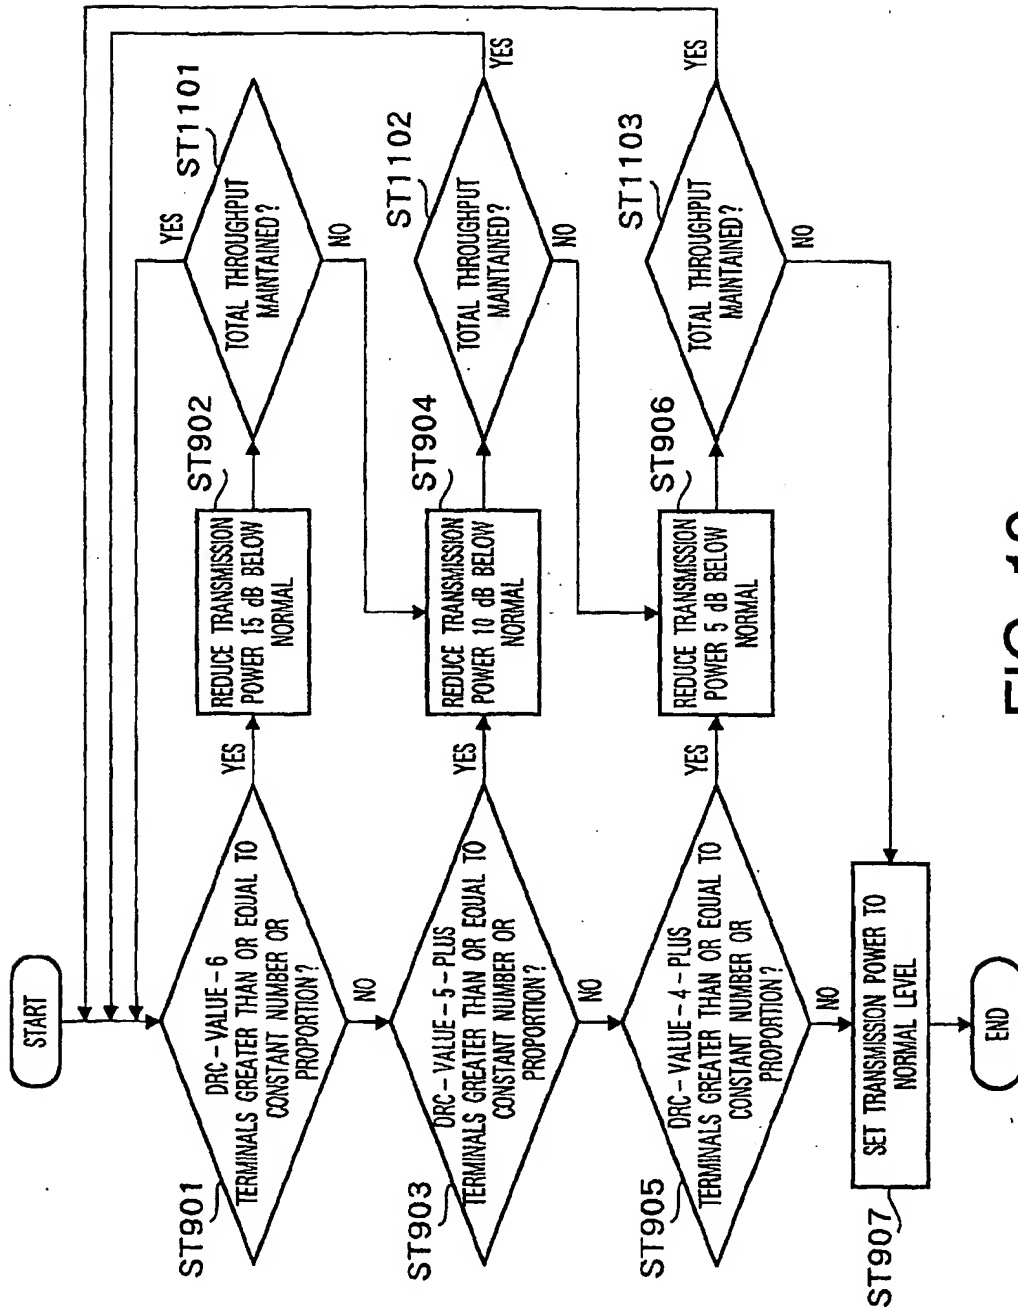 START
DRC-VALUE-6
TERMINALS GREATER THAN OR EQUAL TO
CONSTANT NUMBER OR
PROPORTION?
ST901
YES
NO
REDUCE TRANSMISSION
POWER 15 dB BELOW
NORMAL
ST902
TOTAL THROUGHPUT
MAINTAINED?
ST1101
YES
NO
DRC-VALUE-5-PLUS
TERMINALS GREATER THAN OR EQUAL TO
CONSTANT NUMBER OR
PROPORTION?
ST903
YES
NO
REDUCE TRANSMISSION
POWER 10 dB BELOW
NORMAL
ST904
TOTAL THROUGHPUT
MAINTAINED?
ST1102
YES
NO
DRC-VALUE-4-PLUS
TERMINALS GREATER THAN OR EQUAL TO
CONSTANT NUMBER OR
PROPORTION?
ST905
YES
NO
REDUCE TRANSMISSION
POWER 5 dB BELOW
NORMAL
ST906
TOTAL THROUGHPUT
MAINTAINED?
ST1103
YES
NO
SET TRANSMISSION POWER TO
NORMAL LEVEL
ST907
END
FIG.